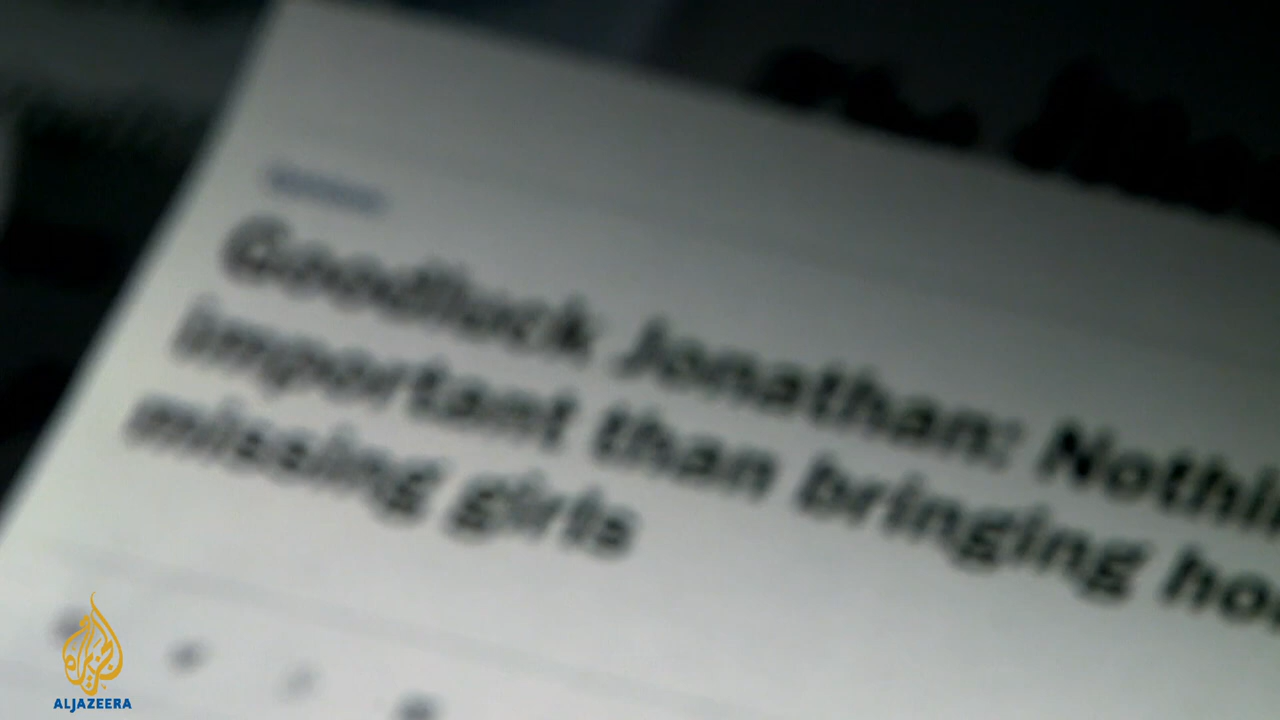 Goodluck Jonathan: Nothi
important than bringing ho
missing girls
ALJAZEERA